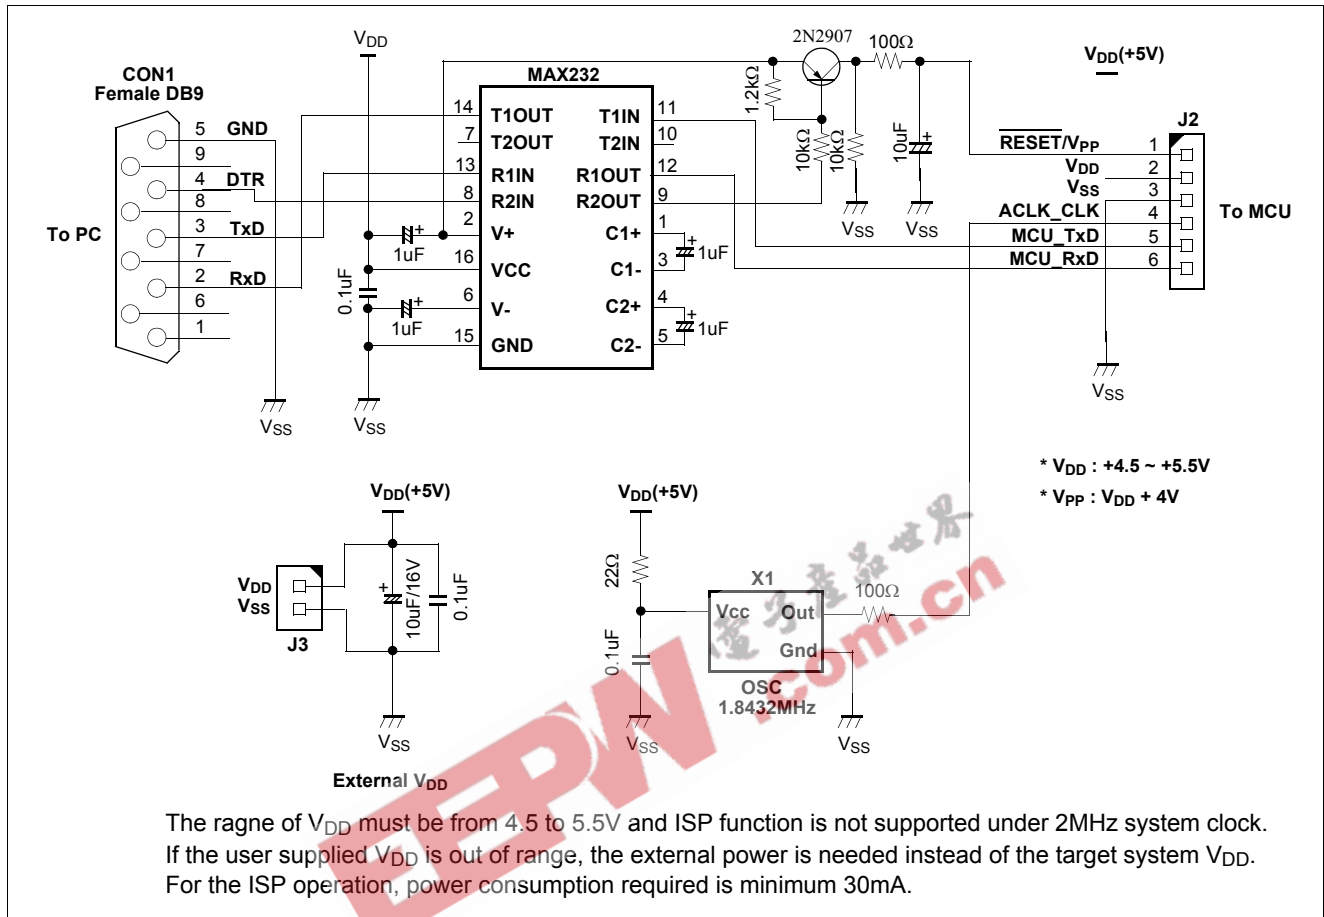 VDD
2N2907
100Ω
VDD(+5V)
CON1
Female DB9
MAX232
1.2kΩ
J2
5 GND
9
4 DTR
8
3 TxD
7
2 RxD
6
1
To PC
14 T1OUT
7 T2OUT
13 R1IN
8 R2IN
2 V+
16 VCC
6 V-
15 GND
T1IN 11
T2IN 10
R1OUT 12
R2OUT 9
C1+ 1
C1- 3
C2+ 4
C2- 5
+
1uF
0.1uF
+
1uF
+
1uF
+
1uF
10kΩ
10kΩ
10uF
+
RESET/VPP 1
VDD 2
VSS 3
ACLK_CLK 4
MCU_TxD 5
MCU_RxD 6
To MCU
VSS
VSS
VSS
VSS
VSS
* VDD : +4.5 ~ +5.5V
* VPP : VDD + 4V
VDD(+5V)
VDD
VSS
J3
+
10uF/16V
0.1uF
VSS
External VDD
VDD(+5V)
22Ω
0.1uF
X1
Vcc Out
Gnd
OSC
1.8432MHz
100Ω
VSS
VSS
電子產品世界
EEPW
.com.cn
The ragne of VDD must be from 4.5 to 5.5V and ISP function is not supported under 2MHz system clock.
If the user supplied VDD is out of range, the external power is needed instead of the target system VDD.
For the ISP operation, power consumption required is minimum 30mA.